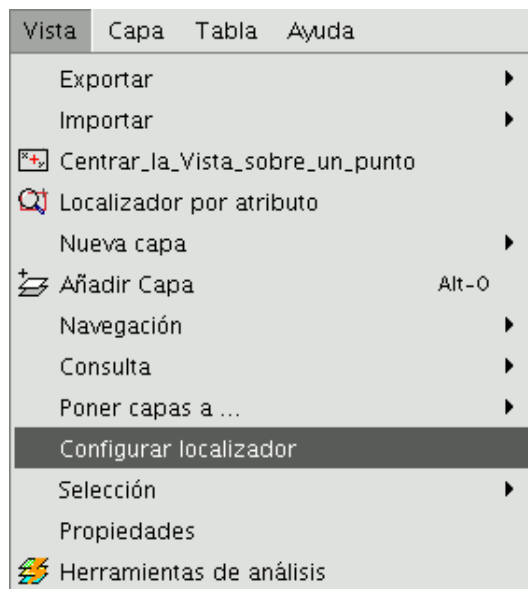 Vista Capa Tabla Ayuda
Exportar
Importar
Centrar_la_Vista_sobre_un_punto
Localizador por atributo
Nueva capa
Añadir Capa Alt-O
Navegación
Consulta
Poner capas a ...
Configurar localizador
Selección
Propiedades
Herramientas de análisis